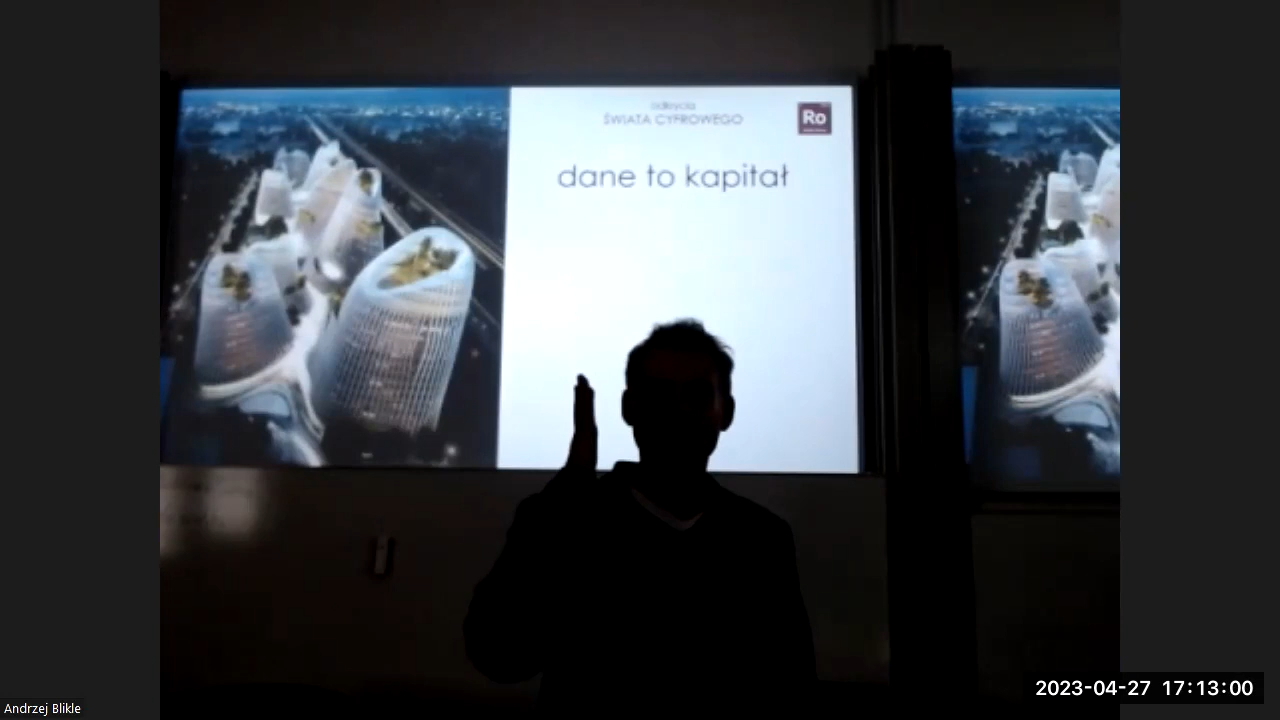 odkrycia
ŚWIATA CYFROWEGO
Ro
dane to kapitał
Andrzej Blikle
2023-04-27 17:13:00